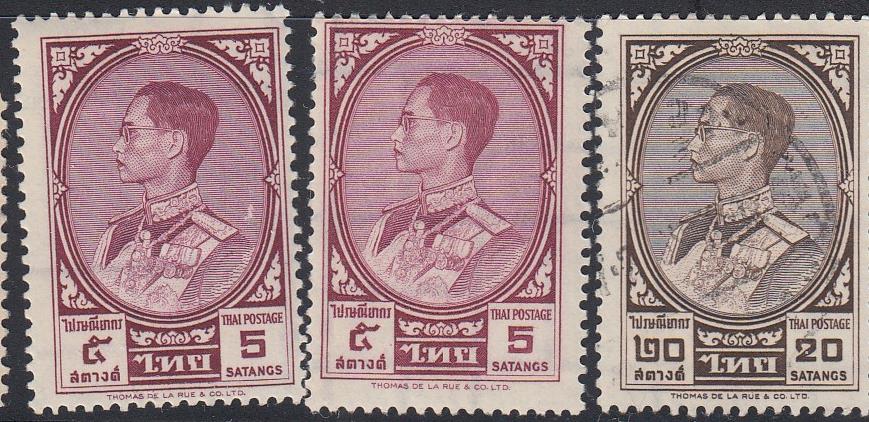 ไปรษณียากร THAI POSTAGE
๕ ไทย 5
สตางค์ SATANGS
THOMAS DE LA RUE & CO. LTD.
ไปรษณียากร THAI POSTAGE
๕ ไทย 5
สตางค์ SATANGS
THOMAS DE LA RUE & CO. LTD.
ไปรษณียากร THAI POSTAGE
๒๐ ไทย 20
สตางค์ SATANGS
THOMAS DE LA RUE & CO. LTD.